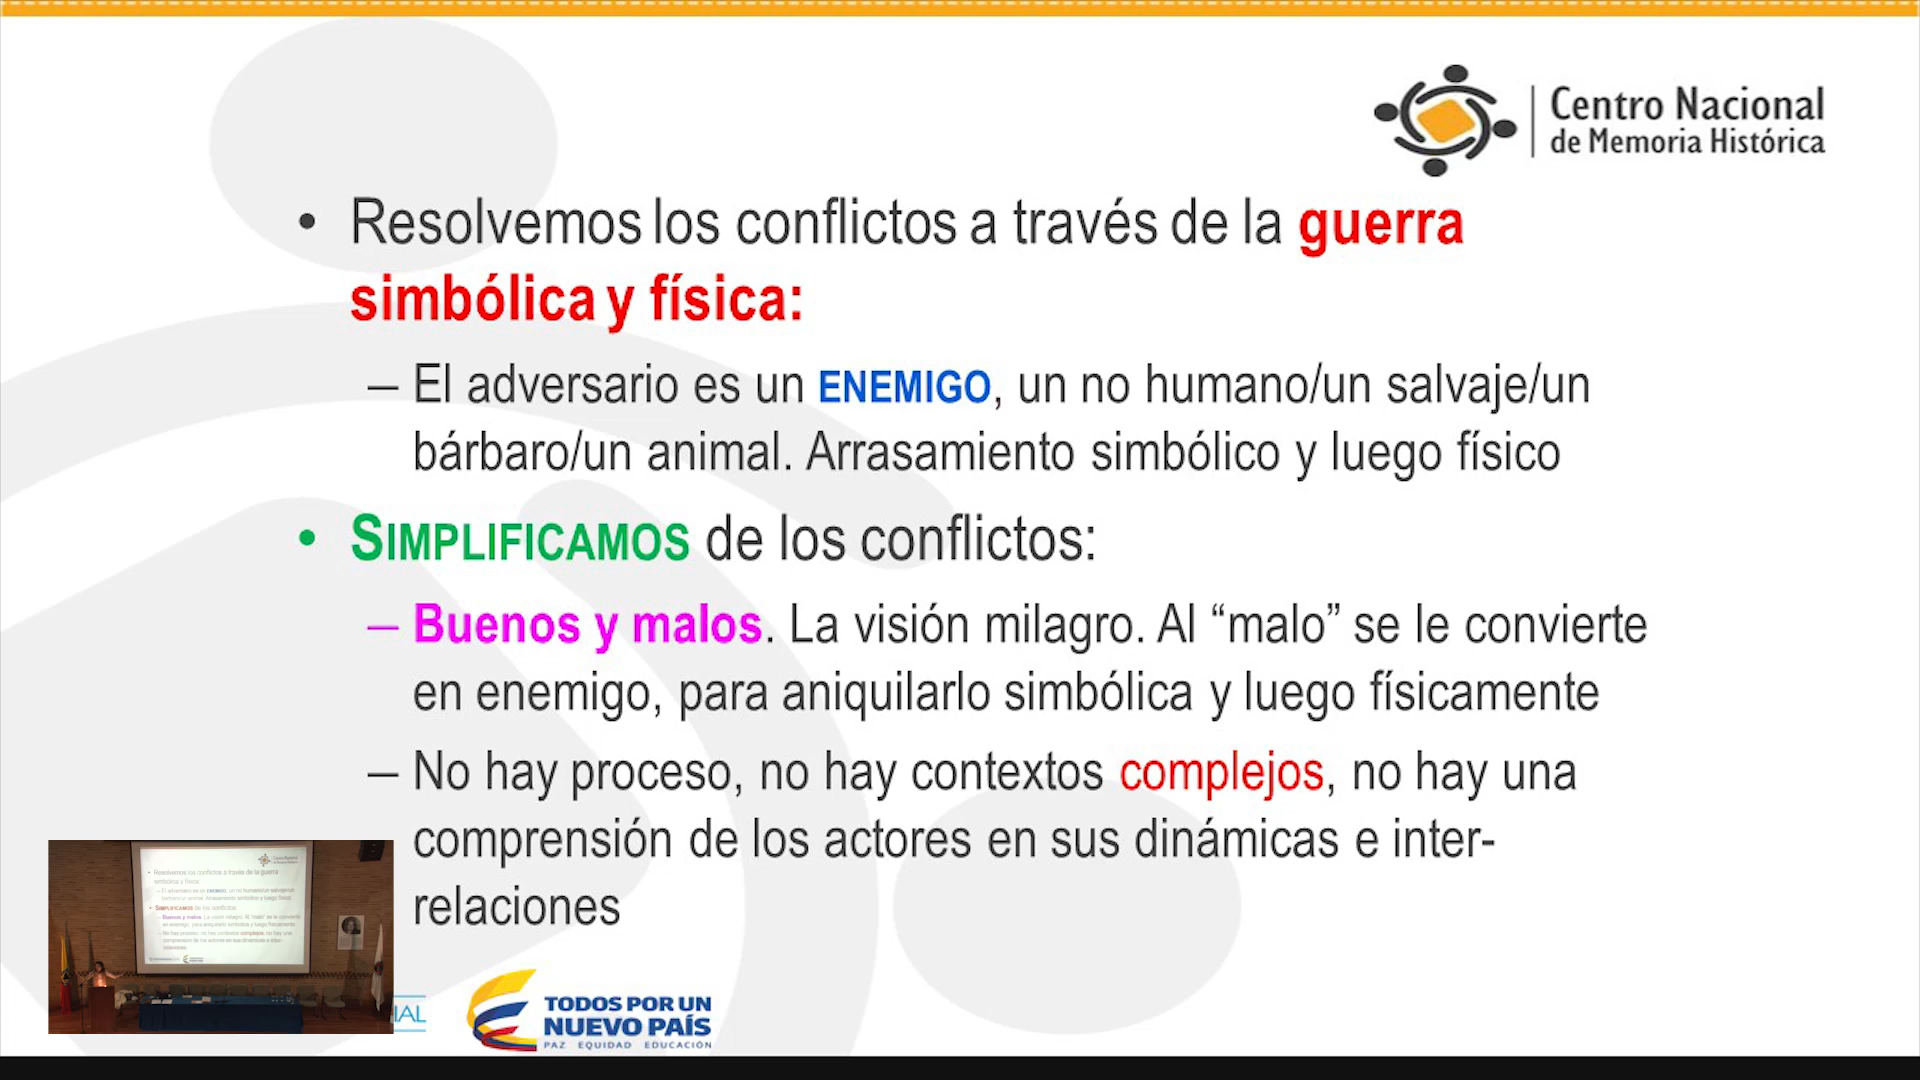 Centro Nacional
de Memoria Histórica
• Resolvemos los conflictos a través de la guerra
simbólica y física:
– El adversario es un ENEMIGO, un no humano/un salvaje/un
bárbaro/un animal. Arrasamiento simbólico y luego físico
• SIMPLIFICAMOS de los conflictos:
– Buenos y malos. La visión milagro. Al “malo” se le convierte
en enemigo, para aniquilarlo simbólica y luego físicamente
– No hay proceso, no hay contextos complejos, no hay una
comprensión de los actores en sus dinámicas e inter-
relaciones
IAL
TODOS POR UN
NUEVO PAÍS
PAZ EQUIDAD EDUCACIÓN